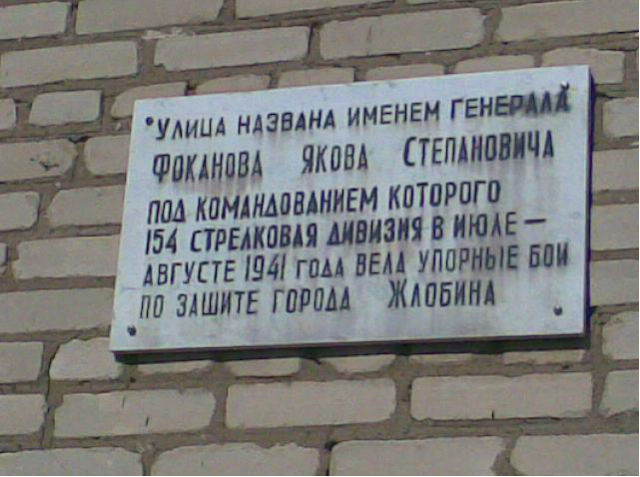 УЛИЦА НАЗВАНА ИМЕНЕМ ГЕНЕРАЛА
ФОКАНОВА ЯКОВА СТЕПАНОВИЧА
ПОД КОМАНДОВАНИЕМ КОТОРОГО
154 СТРЕЛКОВАЯ ДИВИЗИЯ В ИЮЛЕ —
АВГУСТЕ 1941 ГОДА ВЕЛА УПОРНЫЕ БОИ
ПО ЗАЩИТЕ ГОРОДА ЖЛОБИНА